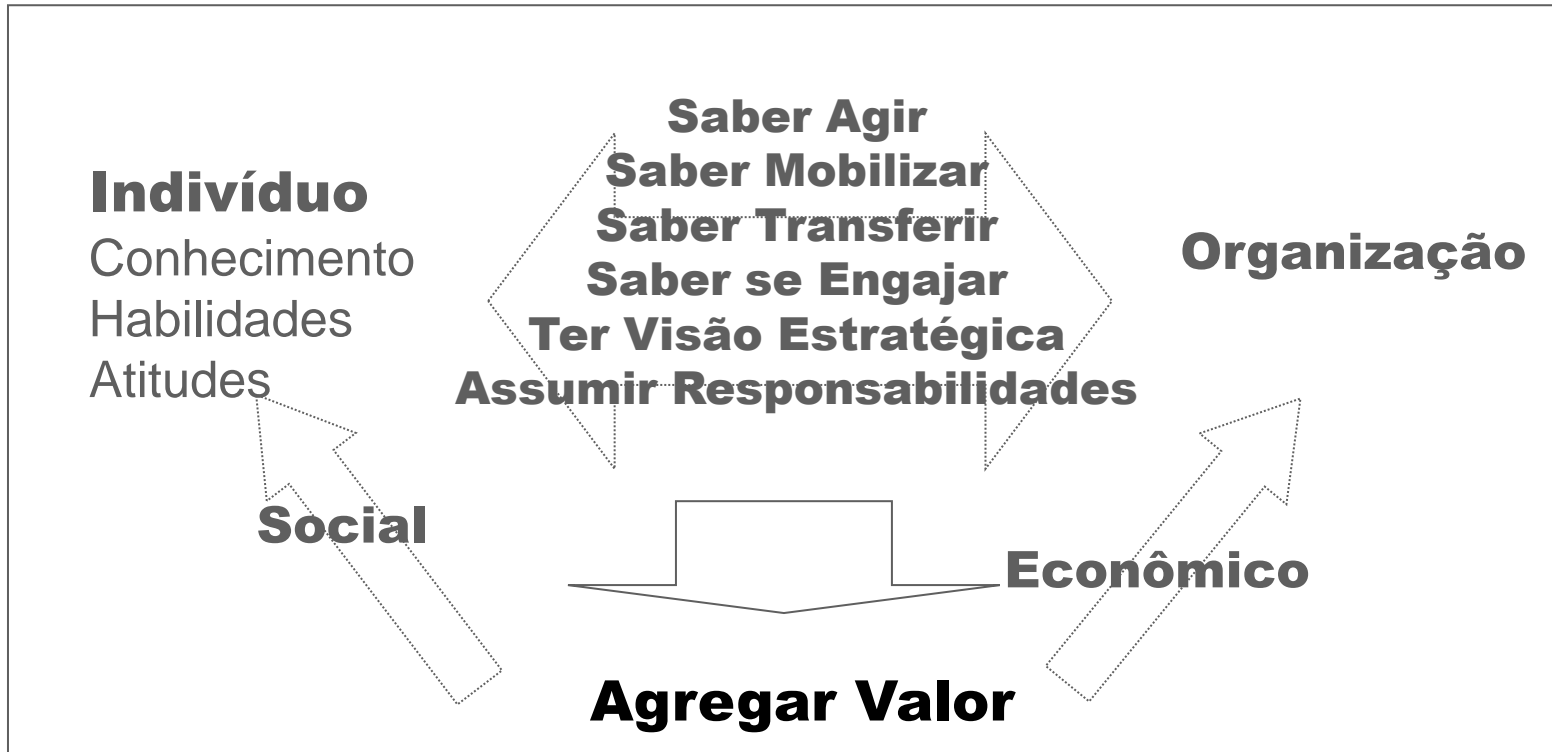 Indivíduo
Conhecimento
Habilidades
Atitudes
Saber Agir
Saber Mobilizar
Saber Transferir
Saber se Engajar
Ter Visão Estratégica
Assumir Responsabilidades
Organização
Social
Econômico
Agregar Valor